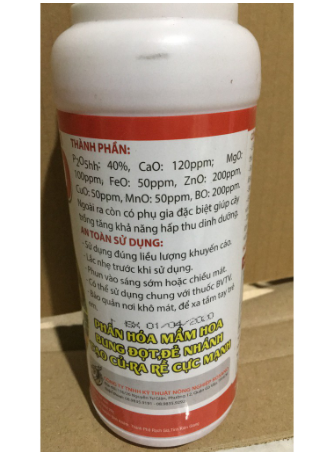 THÀNH PHẦN:
P₂O₅hh: 40%, CaO: 120ppm; MgO:
100ppm, FeO: 50ppm, ZnO: 200ppm,
CuO: 50ppm, MnO: 50ppm, BO: 200ppm.
Ngoài ra còn có phụ gia đặc biệt giúp cây
trồng tăng khả năng hấp thu dinh dưỡng.
AN TOÀN SỬ DỤNG:
- Sử dụng đúng liều lượng khuyến cáo.
- Lắc nhẹ trước khi sử dụng.
- Phun vào sáng sớm hoặc chiều mát.
- Có thể sử dụng chung với thuốc BVTV.
- Bảo quản nơi khô mát, để xa tầm tay trẻ
em.
EX 01/04/2020
PHÂN HÓA MẦM HOA
BUNG ĐỌT,ĐẺ NHÁNH
TẠO CỦ-RA RỄ CỰC MẠNH